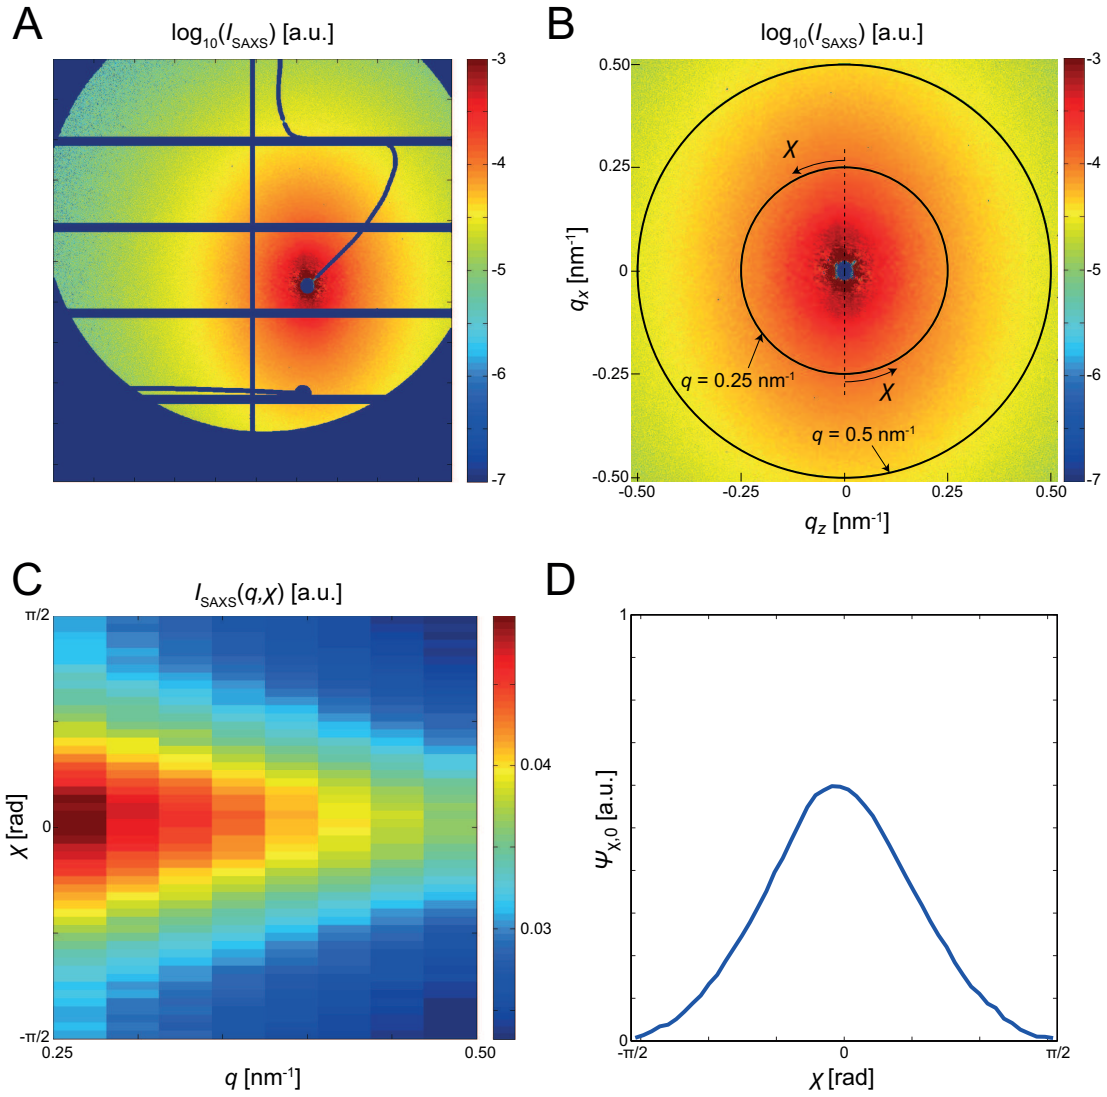 A
log10(ISAXS) [a.u.]
-3
-4
-5
-6
-7
B
log10(ISAXS) [a.u.]
0.50
0.25
0
-0.25
-0.50
qx [nm-1]
χ
χ
q = 0.25 nm-1
q = 0.5 nm-1
-0.50
-0.25
0
0.25
0.50
qz [nm-1]
-3
-4
-5
-6
-7
C
ISAXS(q,χ) [a.u.]
π/2
0
-π/2
χ [rad]
0.25
0.50
q [nm-1]
0.04
0.03
D
1
0
Ψχ,0 [a.u.]
-π/2
0
π/2
χ [rad]